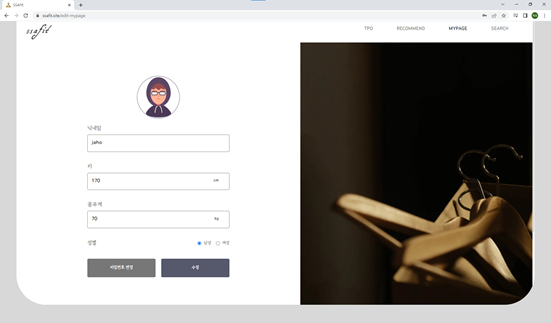 SSAFIT
ssafit.site/edit-mypage
ssafit
TPO RECOMMEND MYPAGE SEARCH
닉네임
jaho
키
170 cm
몸무게
70 kg
성별 남성 여성
비밀번호 변경 수정